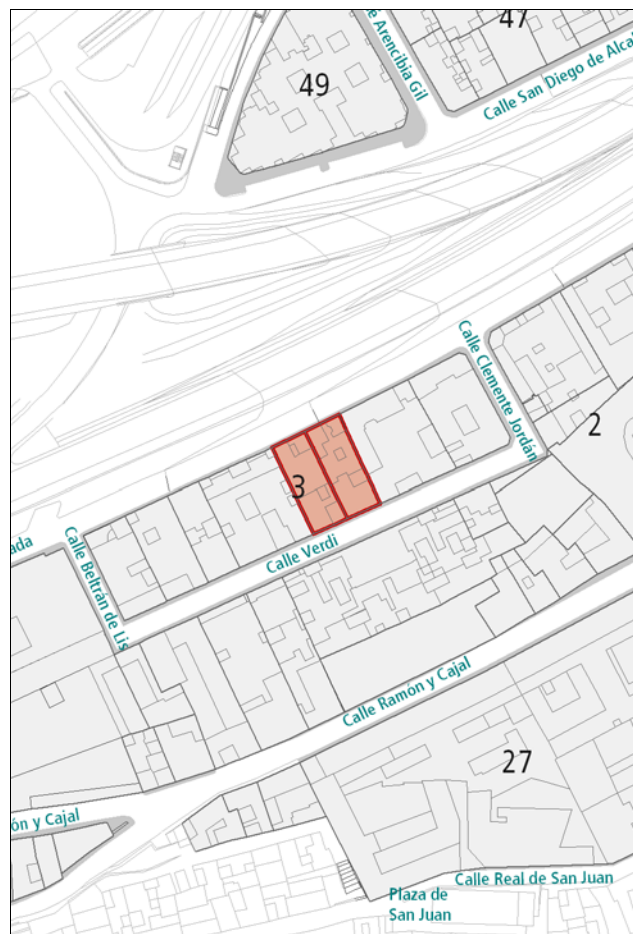 47
é Arencibia Gil
Calle San Diego de Alcal
49
Calle Clemente Jordán
2
3
ada
Calle Verdi
Calle Beltrán de Lis
Calle Ramón y Cajal
27
ón y Cajal
Calle Real de San Juan
Plaza de
San Juan